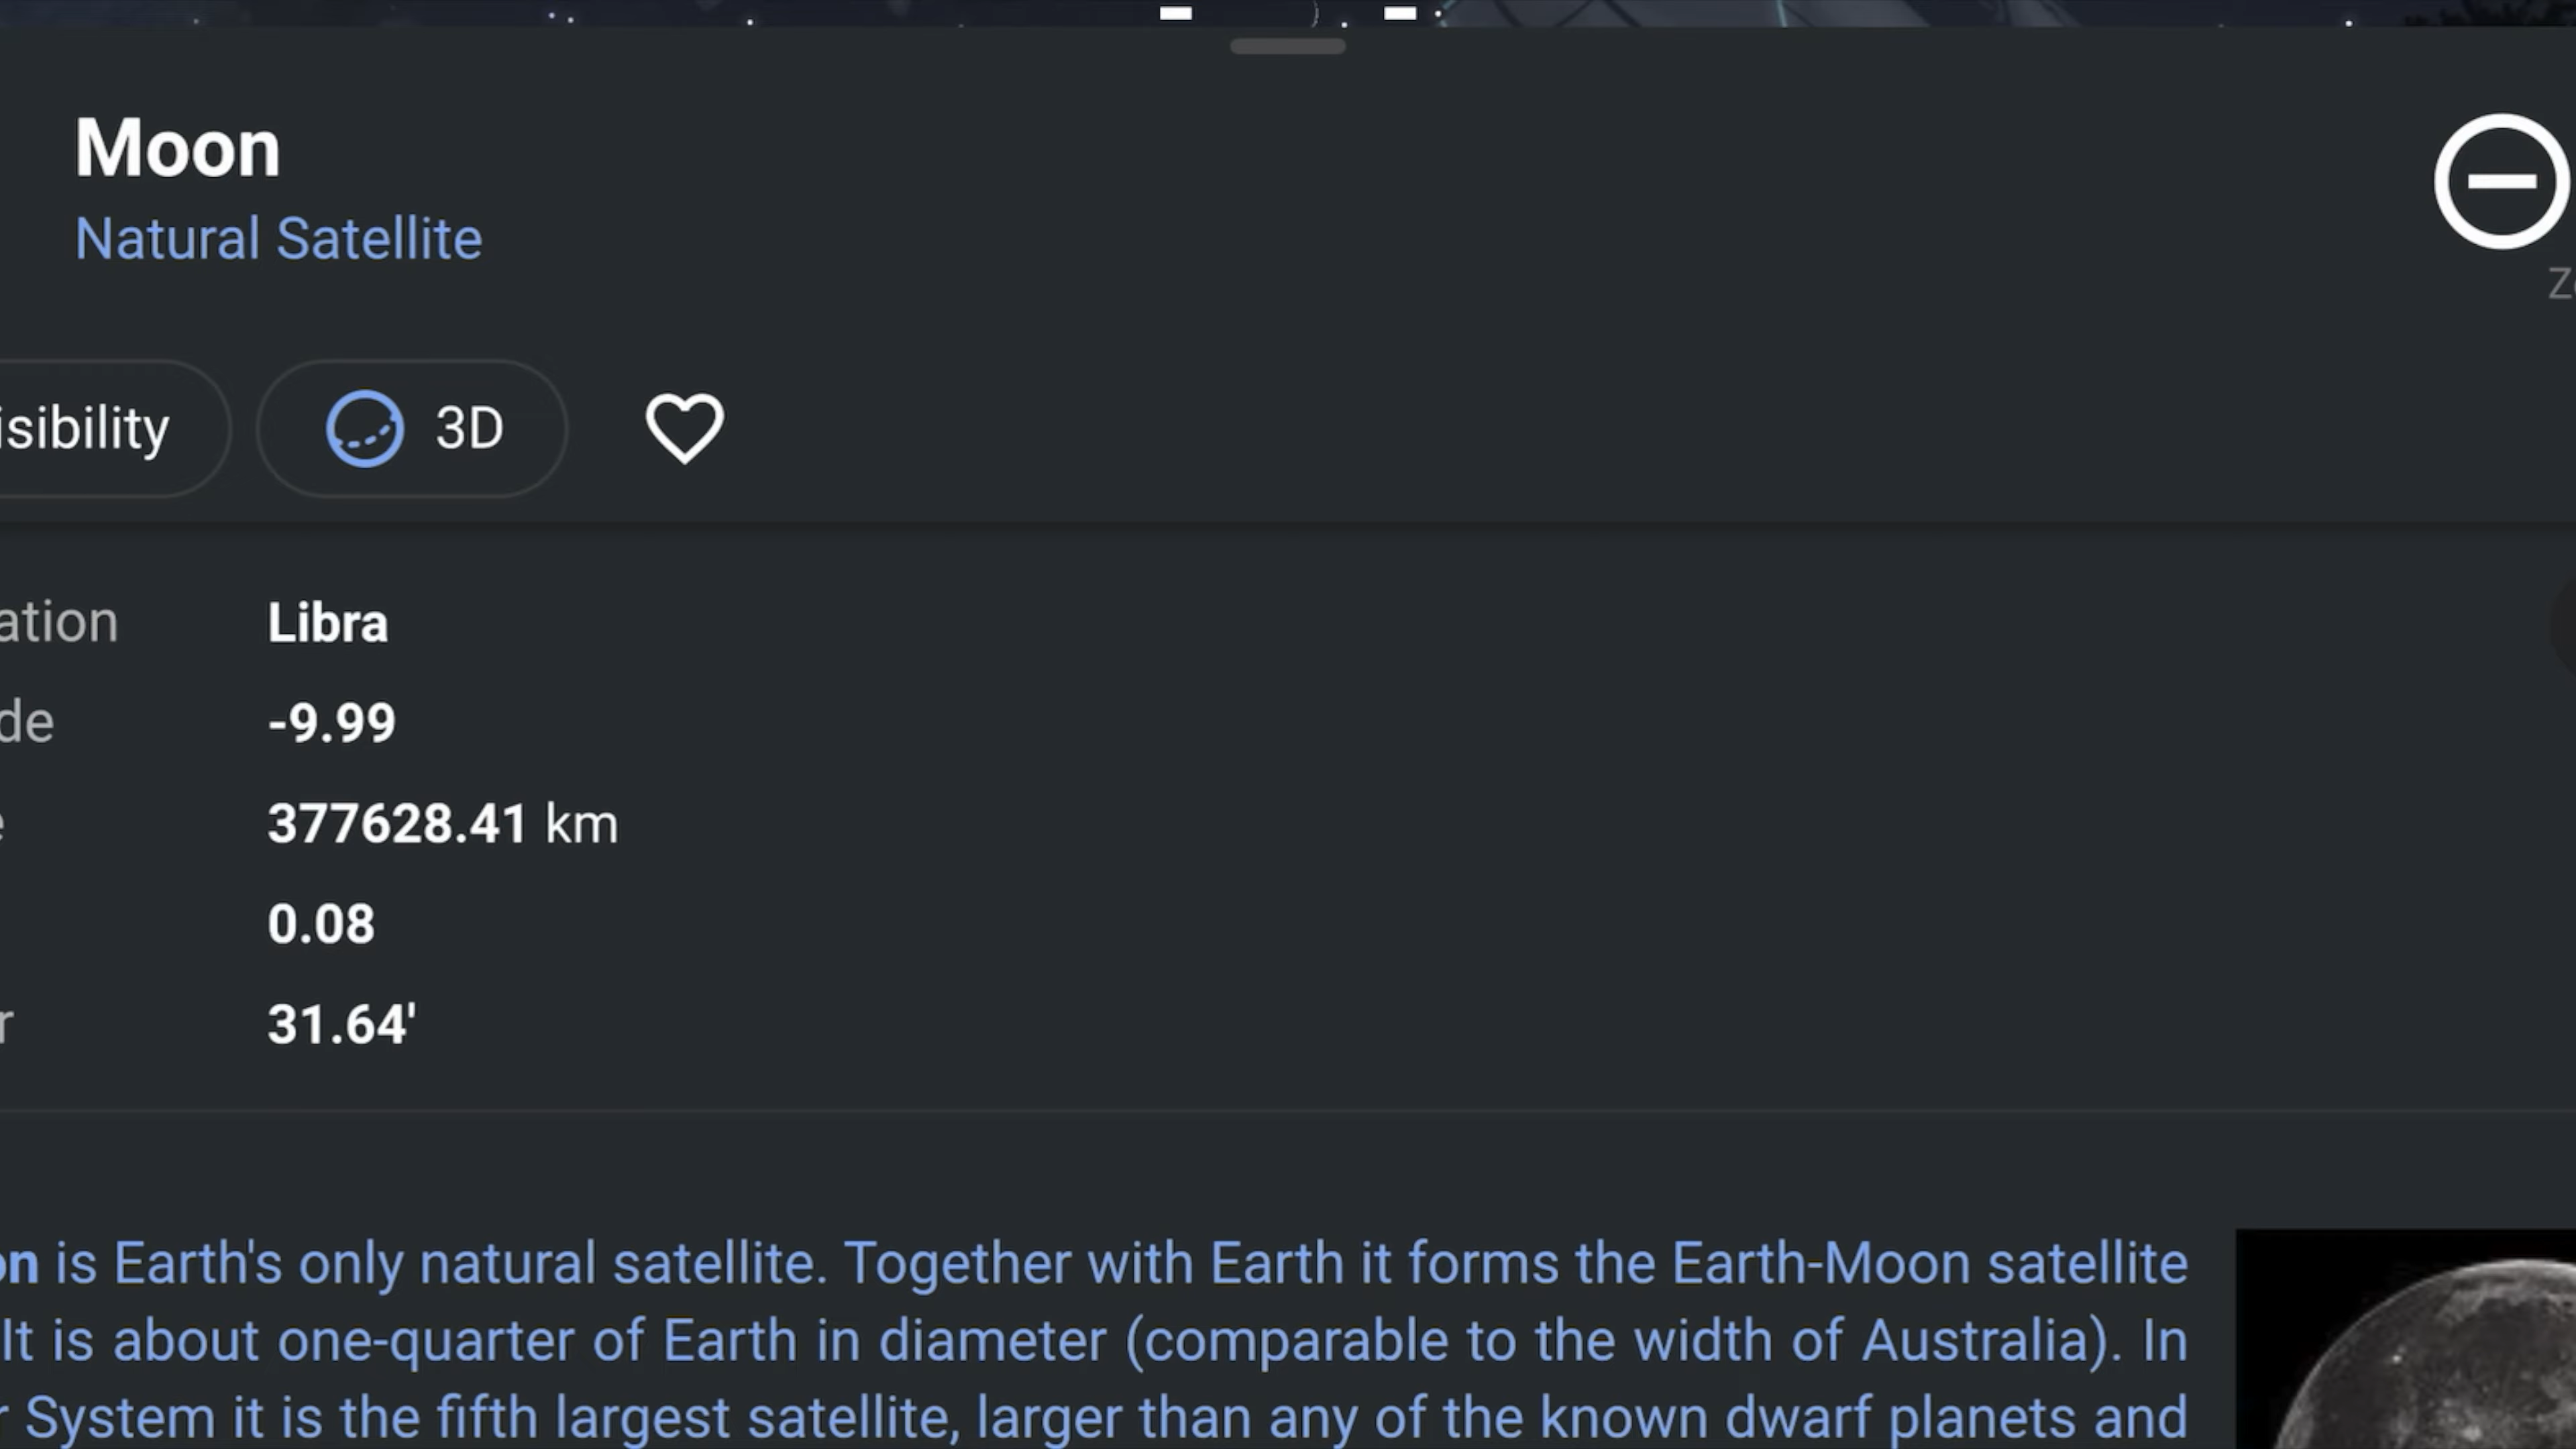 Moon
Natural Satellite
isibility
3D
ation
Libra
de
-9.99
e
377628.41 km
0.08
r
31.64'
on is Earth's only natural satellite. Together with Earth it forms the Earth-Moon satellite
It is about one-quarter of Earth in diameter (comparable to the width of Australia). In
r System it is the fifth largest satellite, larger than any of the known dwarf planets and